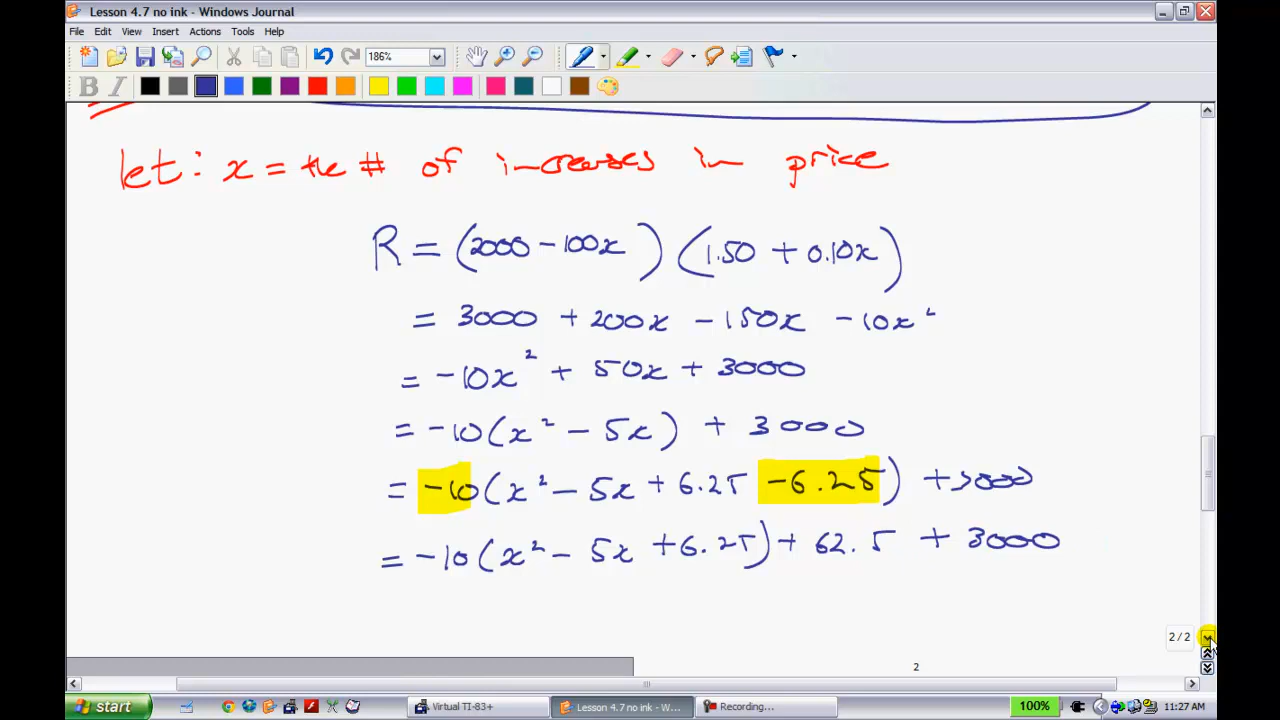 Lesson 4.7 no ink - Windows Journal
File Edit View Insert Actions Tools Help
186%
B I
let: x = the # of increases in price
R = (2000 - 100x) (1.50 + 0.10x)
= 3000 + 200x - 150x - 10x²
= -10x² + 50x + 3000
= -10(x² - 5x) + 3000
= -10(x² - 5x + 6.25 - 6.25) + 3000
= -10(x² - 5x + 6.25) + 62.5 + 3000
2 / 2
2
start Virtual TI-83+ Lesson 4.7 no ink - W... Recording... 100% 11:27 AM